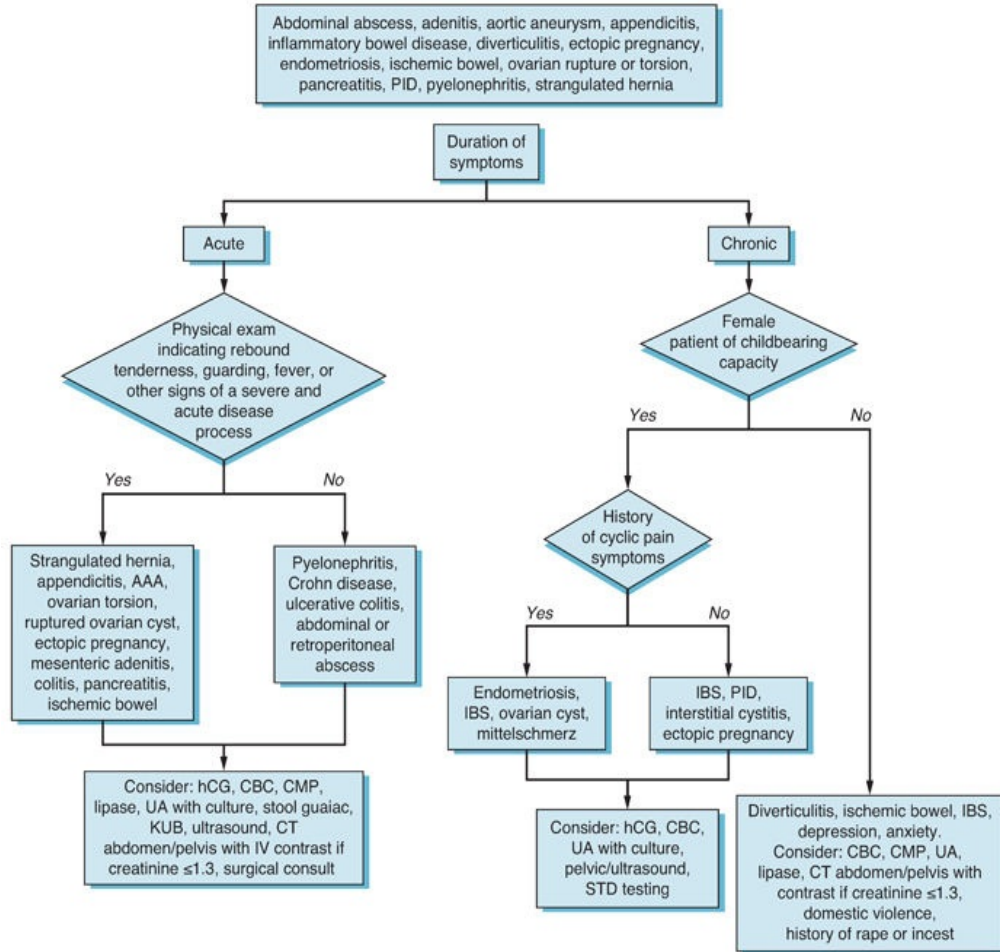 Abdominal abscess, adenitis, aortic aneurysm, appendicitis,
inflammatory bowel disease, diverticulitis, ectopic pregnancy,
endometriosis, ischemic bowel, ovarian rupture or torsion,
pancreatitis, PID, pyelonephritis, strangulated hernia
Duration of
symptoms
Acute
Chronic
Physical exam
indicating rebound
tenderness, guarding, fever, or
other signs of a severe and
acute disease
process
Female
patient of childbearing
capacity
Yes
No
Yes
No
Strangulated hernia,
appendicitis, AAA,
ovarian torsion,
ruptured ovarian cyst,
ectopic pregnancy,
mesenteric adenitis,
colitis, pancreatitis,
ischemic bowel
Pyelonephritis,
Crohn disease,
ulcerative colitis,
abdominal or
retroperitoneal
abscess
History
of cyclic pain
symptoms
Yes
No
Endometriosis,
IBS, ovarian cyst,
mittelschmerz
IBS, PID,
interstitial cystitis,
ectopic pregnancy
Consider: hCG, CBC, CMP,
lipase, UA with culture, stool guaiac,
KUB, ultrasound, CT
abdomen/pelvis with IV contrast if
creatinine ≤1.3, surgical consult
Consider: hCG, CBC,
UA with culture,
pelvic/ultrasound,
STD testing
Diverticulitis, ischemic bowel, IBS,
depression, anxiety.
Consider: CBC, CMP, UA,
lipase, CT abdomen/pelvis with
contrast if creatinine ≤1.3,
domestic violence,
history of rape or incest